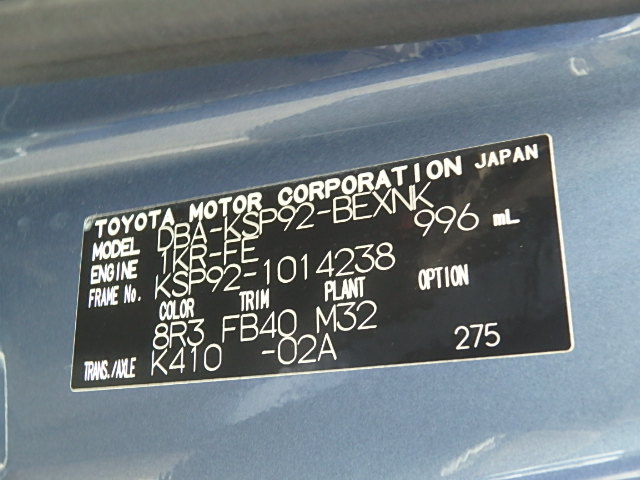 TOYOTA MOTOR CORPORATION JAPAN
MODEL DBA-KSP92-BEXNK
ENGINE 1KR-FE 996 mL
FRAME No. KSP92-1014238
COLOR TRIM PLANT OPTION
8R3 FB40 M32
TRANS./AXLE K410 -02A 275